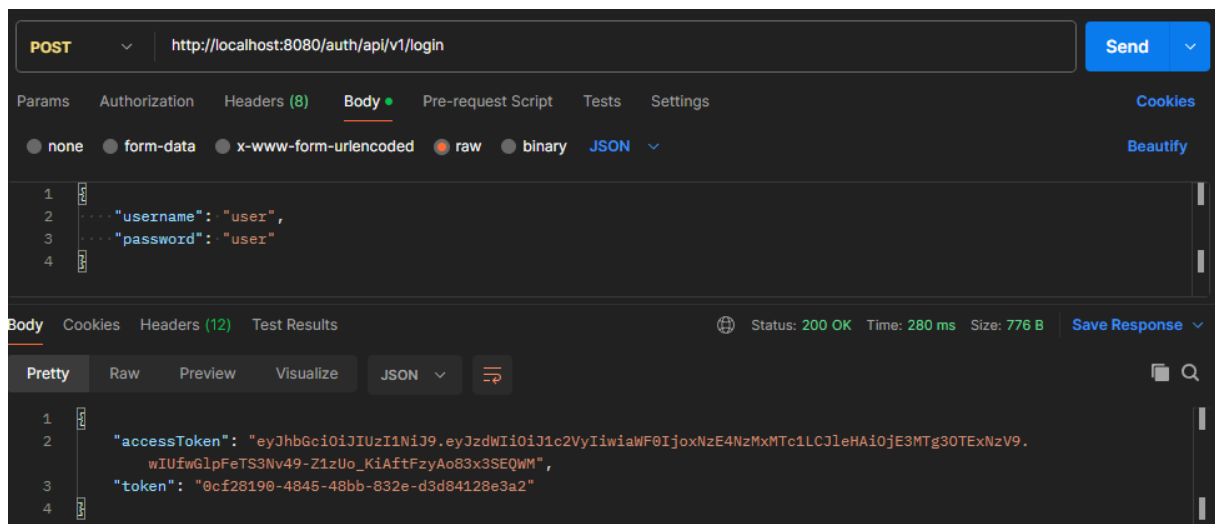 POST http://localhost:8080/auth/api/v1/login Send
Params Authorization Headers (8) Body Pre-request Script Tests Settings Cookies
none form-data x-www-form-urlencoded raw binary JSON Beautify
1 {
2 "username": "user",
3 "password": "user"
4 }
Body Cookies Headers (12) Test Results Status: 200 OK Time: 280 ms Size: 776 B Save Response
Pretty Raw Preview Visualize JSON
1 {
2 "accessToken": "eyJhbGciOiJIUzI1NiJ9.eyJzdWIiOiJ1c2VyIiwiaWF0IjoxNzE4NzMxMTc1LCJleHAiOjE3MTg3OTExNzV9.
wIUfwGlpFeTS3Nv49-Z1zUo_KiAftFzyAo83x3SEQWM",
3 "token": "0cf28190-4845-48bb-832e-d3d84128e3a2"
4 }